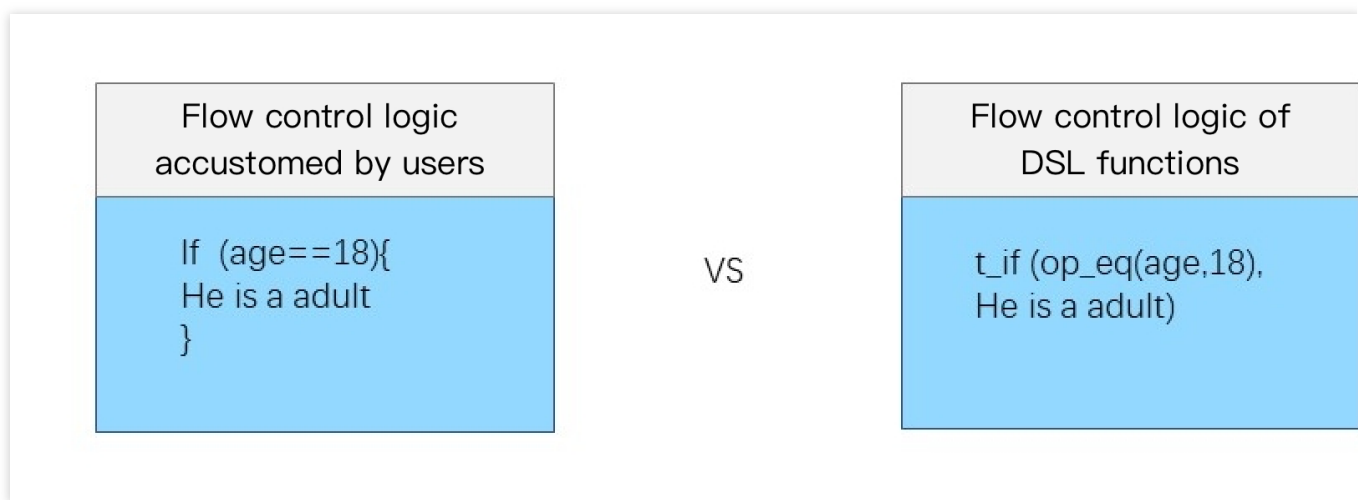 Flow control logic
accustomed by users
If (age==18){
He is a adult
}
VS
Flow control logic of
DSL functions
t_if (op_eq(age,18),
He is a adult)